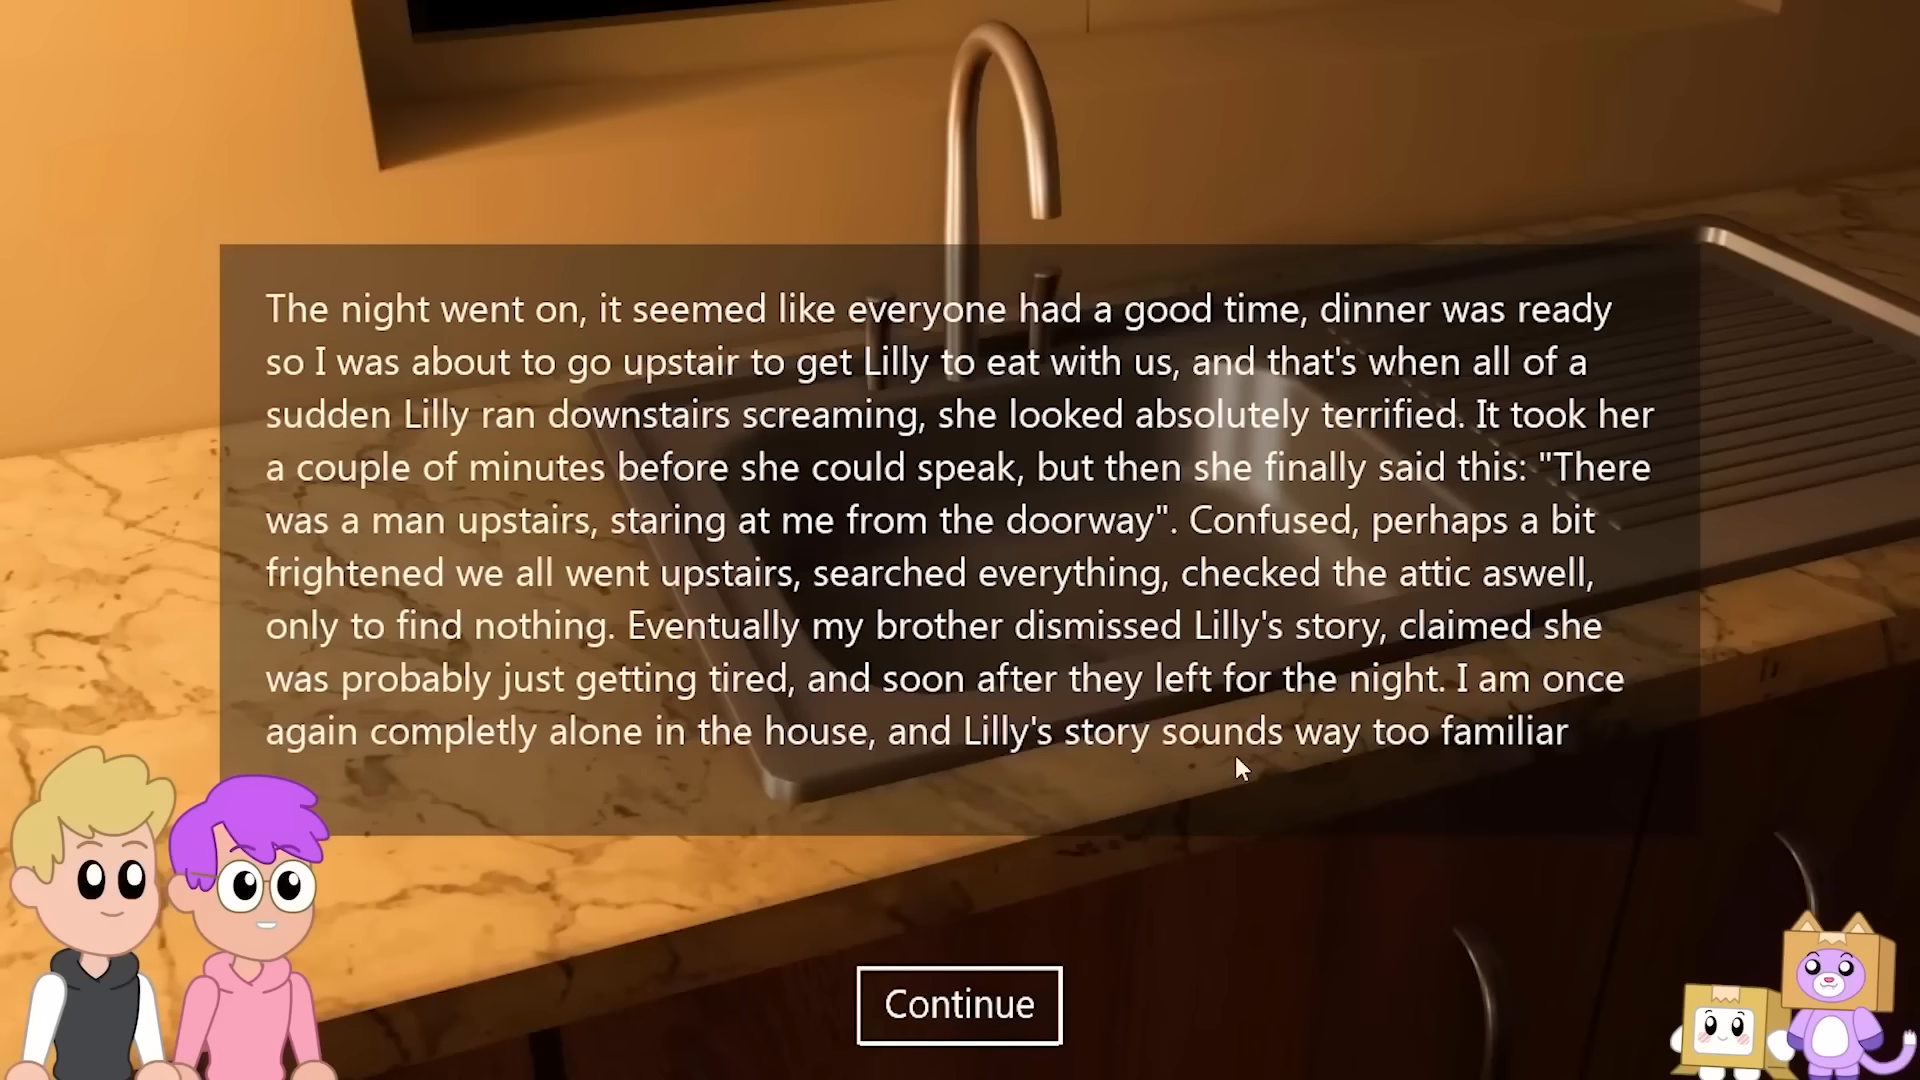 The night went on, it seemed like everyone had a good time, dinner was ready
so I was about to go upstair to get Lilly to eat with us, and that's when all of a
sudden Lilly ran downstairs screaming, she looked absolutely terrified. It took her
a couple of minutes before she could speak, but then she finally said this: "There
was a man upstairs, staring at me from the doorway". Confused, perhaps a bit
frightened we all went upstairs, searched everything, checked the attic aswell,
only to find nothing. Eventually my brother dismissed Lilly's story, claimed she
was probably just getting tired, and soon after they left for the night. I am once
again completly alone in the house, and Lilly's story sounds way too familiar
Continue